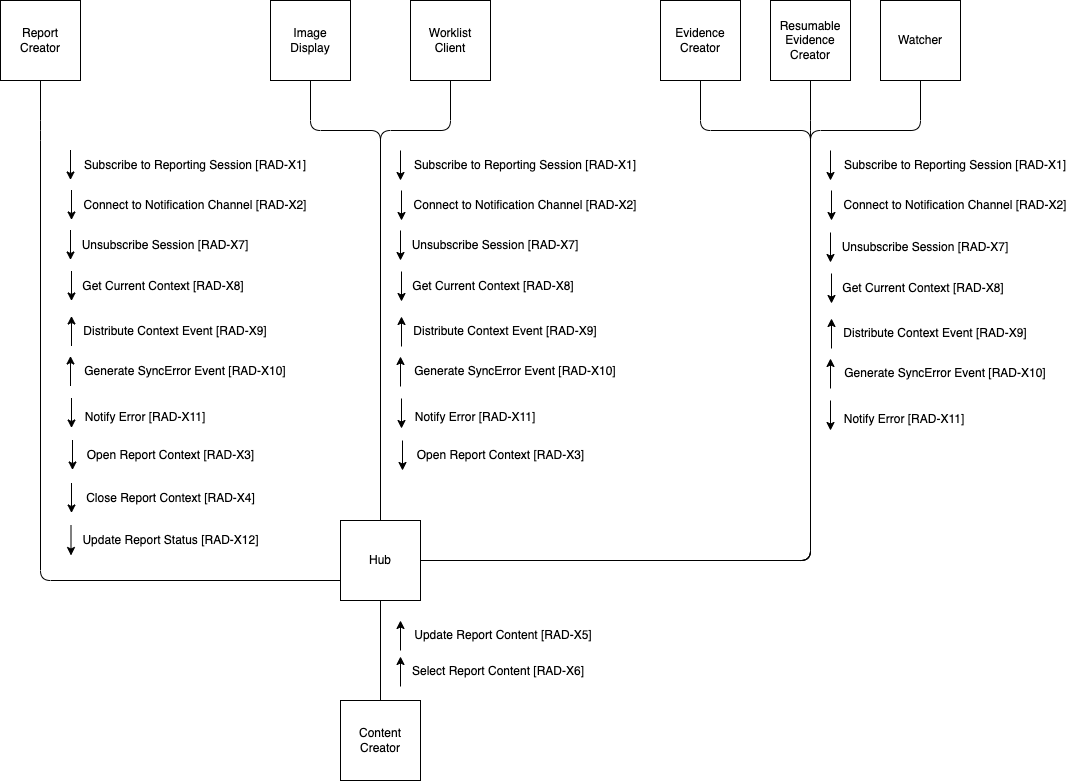 Report
Creator
Image
Display
Worklist
Client
Evidence
Creator
Resumable
Evidence
Creator
Watcher
Subscribe to Reporting Session [RAD-X1]
Connect to Notification Channel [RAD-X2]
Unsubscribe Session [RAD-X7]
Get Current Context [RAD-X8]
Distribute Context Event [RAD-X9]
Generate SyncError Event [RAD-X10]
Notify Error [RAD-X11]
Open Report Context [RAD-X3]
Close Report Context [RAD-X4]
Update Report Status [RAD-X12]
Subscribe to Reporting Session [RAD-X1]
Connect to Notification Channel [RAD-X2]
Unsubscribe Session [RAD-X7]
Get Current Context [RAD-X8]
Distribute Context Event [RAD-X9]
Generate SyncError Event [RAD-X10]
Notify Error [RAD-X11]
Open Report Context [RAD-X3]
Subscribe to Reporting Session [RAD-X1]
Connect to Notification Channel [RAD-X2]
Unsubscribe Session [RAD-X7]
Get Current Context [RAD-X8]
Distribute Context Event [RAD-X9]
Generate SyncError Event [RAD-X10]
Notify Error [RAD-X11]
Hub
Update Report Content [RAD-X5]
Select Report Content [RAD-X6]
Content
Creator